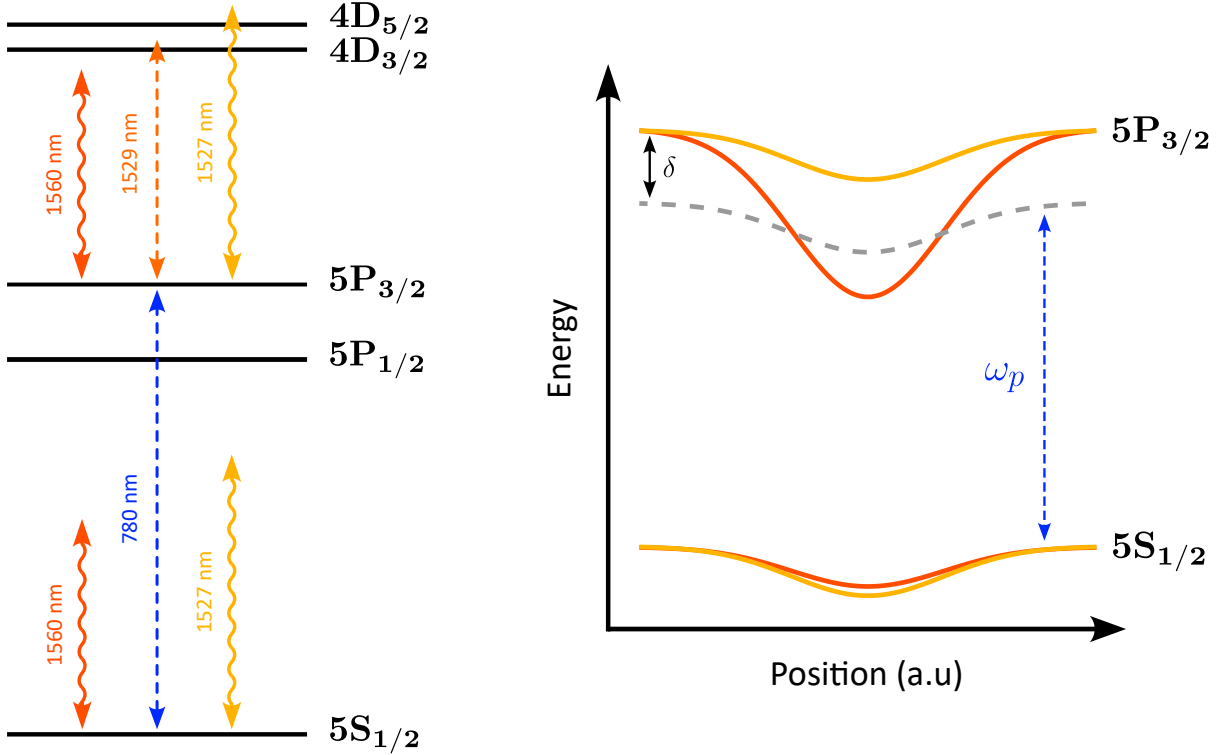 4D₅/₂
4D₃/₂
1560 nm
1529 nm
1527 nm
5P₃/₂
5P₁/₂
780 nm
1560 nm
1527 nm
5S₁/₂
5P₃/₂
δ
Energy
ωₚ
5S₁/₂
Position (a.u)